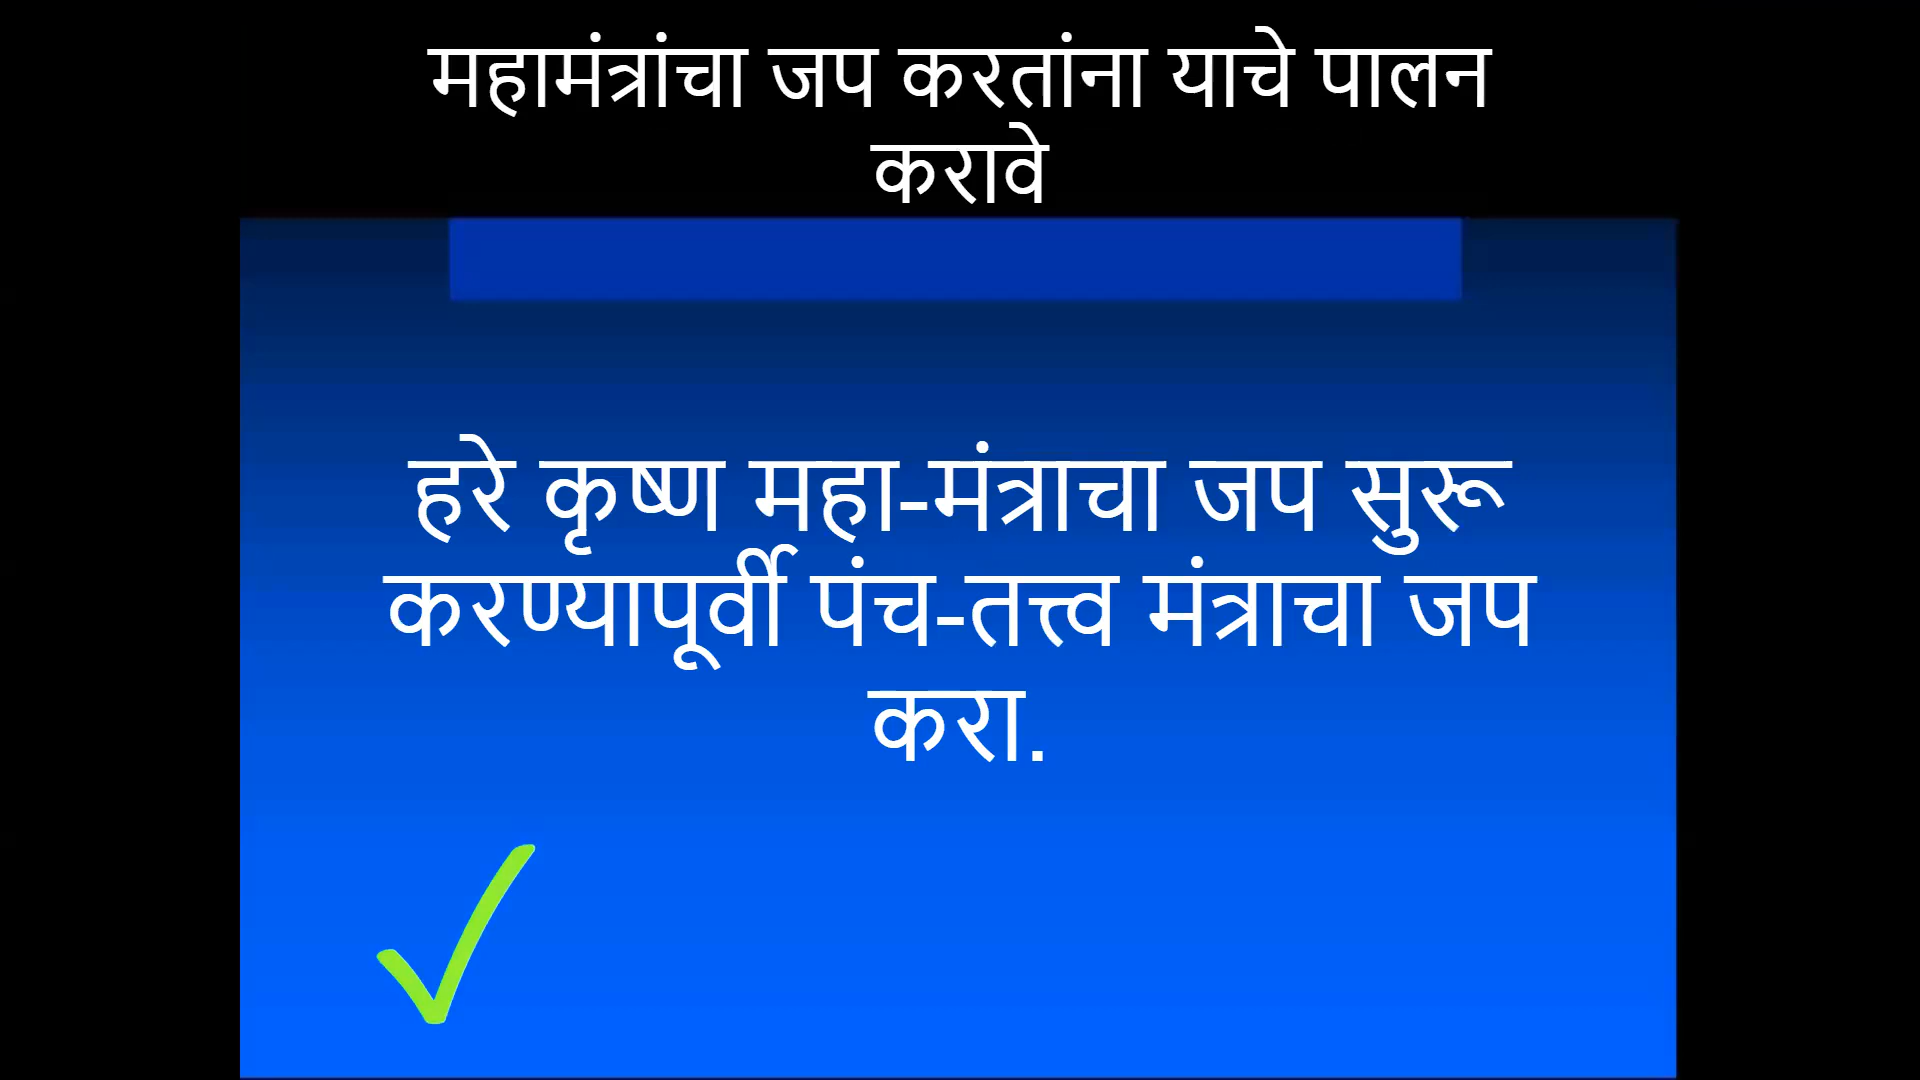 महामंत्रांचा जप करतांना याचे पालन
करावे
हरे कृष्ण महा-मंत्राचा जप सुरू
करण्यापूर्वी पंच-तत्त्व मंत्राचा जप
करा.